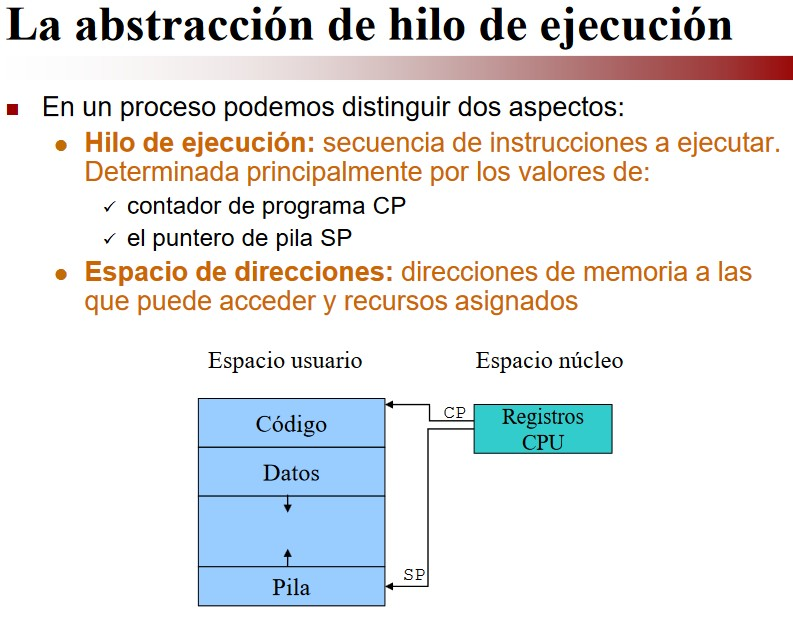 La abstracción de hilo de ejecución
En un proceso podemos distinguir dos aspectos:
Hilo de ejecución: secuencia de instrucciones a ejecutar.
Determinada principalmente por los valores de:
contador de programa CP
el puntero de pila SP
Espacio de direcciones: direcciones de memoria a las
que puede acceder y recursos asignados
Espacio usuario
Espacio núcleo
Código
CP
Registros
CPU
Datos
SP
Pila